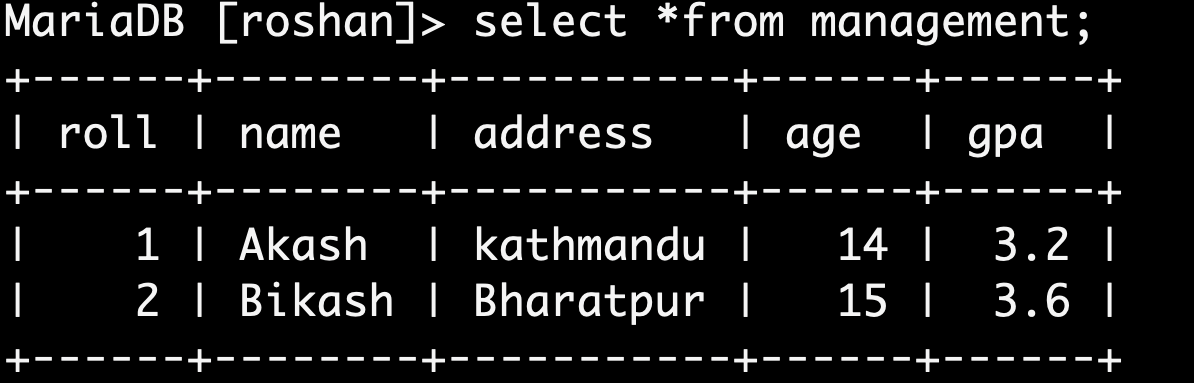 MariaDB [roshan]> select *from management;
+------+--------+-----------+------+------+
| roll | name   | address   | age  | gpa  |
+------+--------+-----------+------+------+
|    1 | Akash  | kathmandu |   14 |  3.2 |
|    2 | Bikash | Bharatpur |   15 |  3.6 |
+------+--------+-----------+------+------+